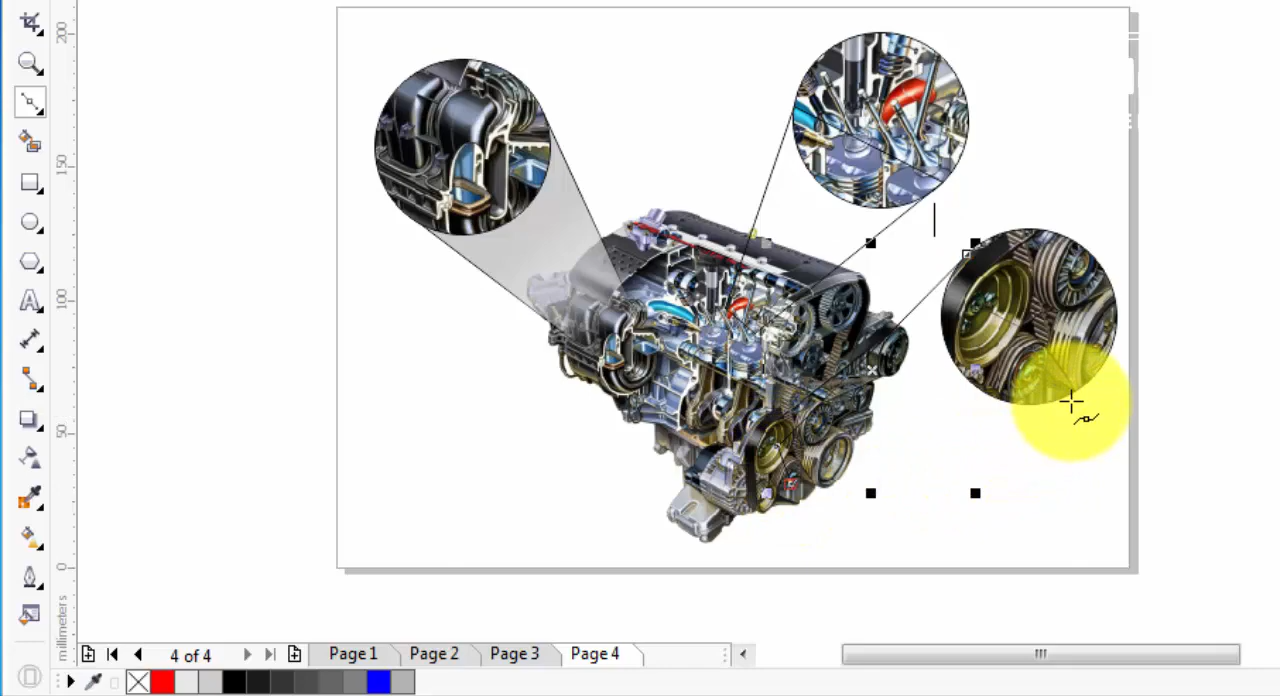 200
150
100
50
0
millimeters
4 of 4
Page 1
Page 2
Page 3
Page 4